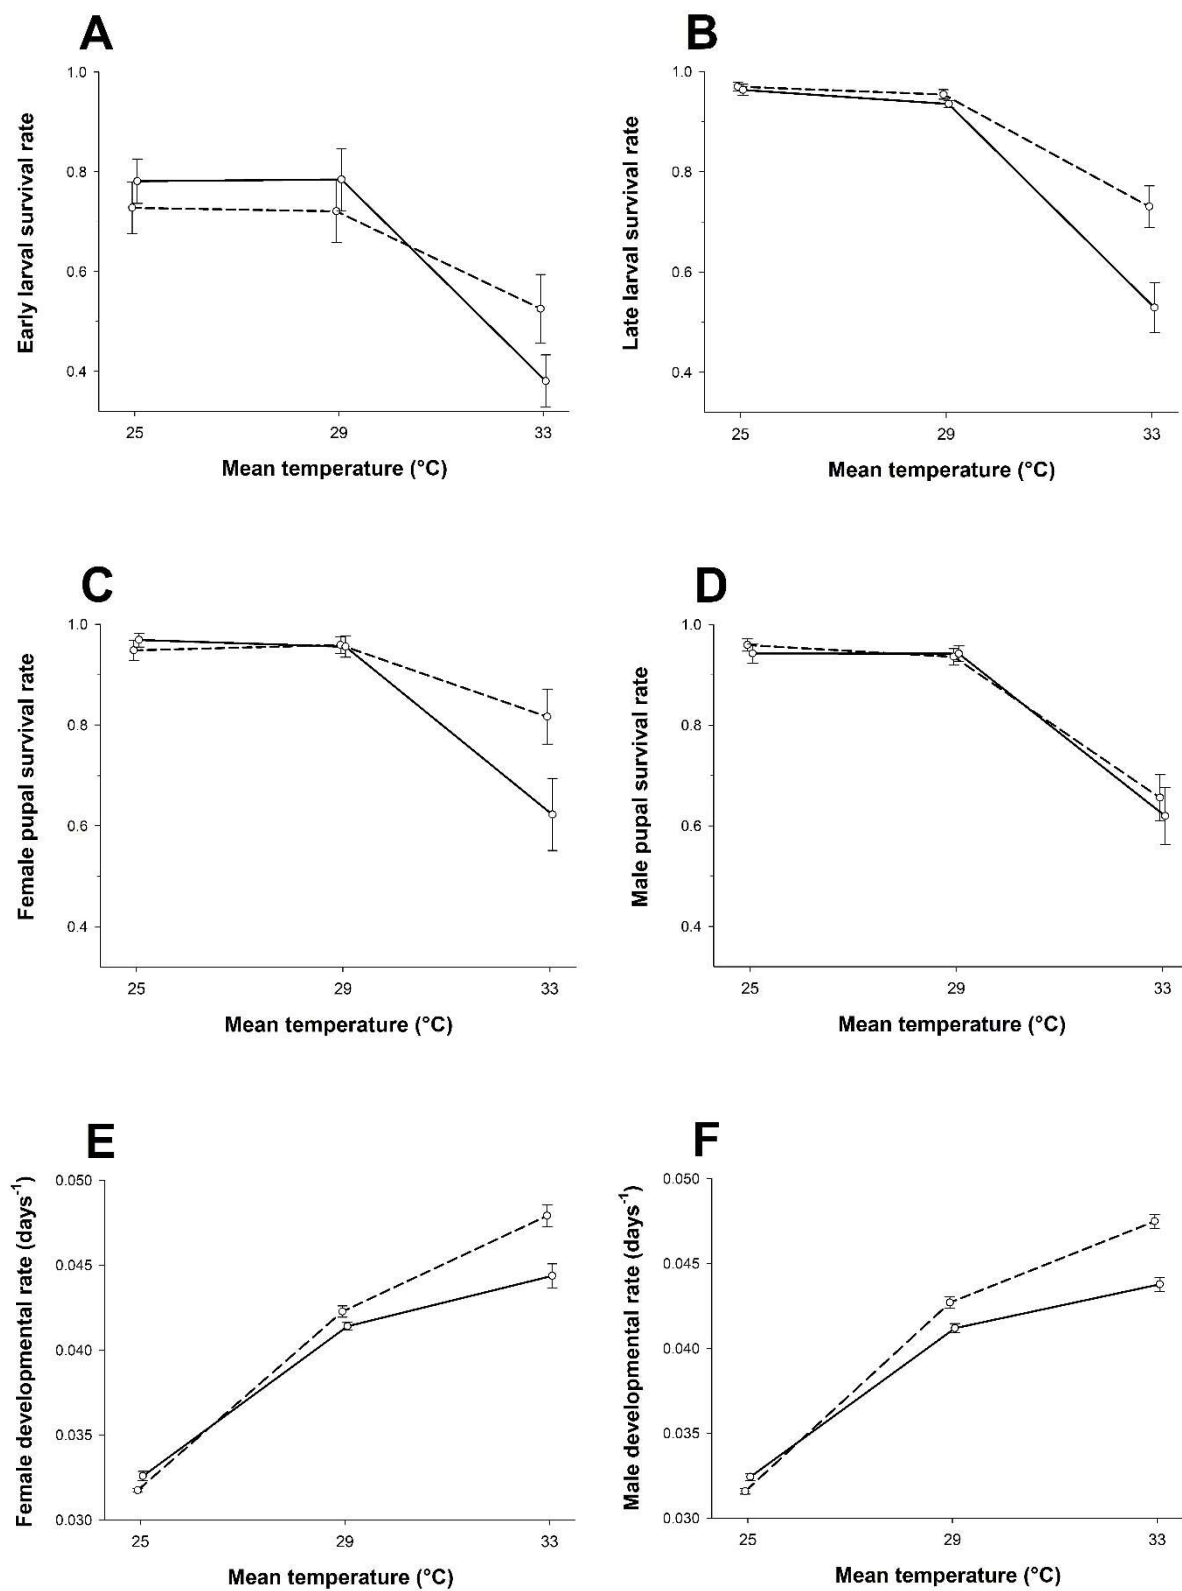 A
1.0
0.8
0.6
0.4
Early larval survival rate
25
29
33
Mean temperature (°C)
B
1.0
0.8
0.6
0.4
Late larval survival rate
25
29
33
Mean temperature (°C)
C
1.0
0.8
0.6
0.4
Female pupal survival rate
25
29
33
Mean temperature (°C)
D
1.0
0.8
0.6
0.4
Male pupal survival rate
25
29
33
Mean temperature (°C)
E
0.050
0.045
0.040
0.035
0.030
Female developmental rate (days⁻¹)
25
29
33
Mean temperature (°C)
F
0.050
0.045
0.040
0.035
0.030
Male developmental rate (days⁻¹)
25
29
33
Mean temperature (°C)